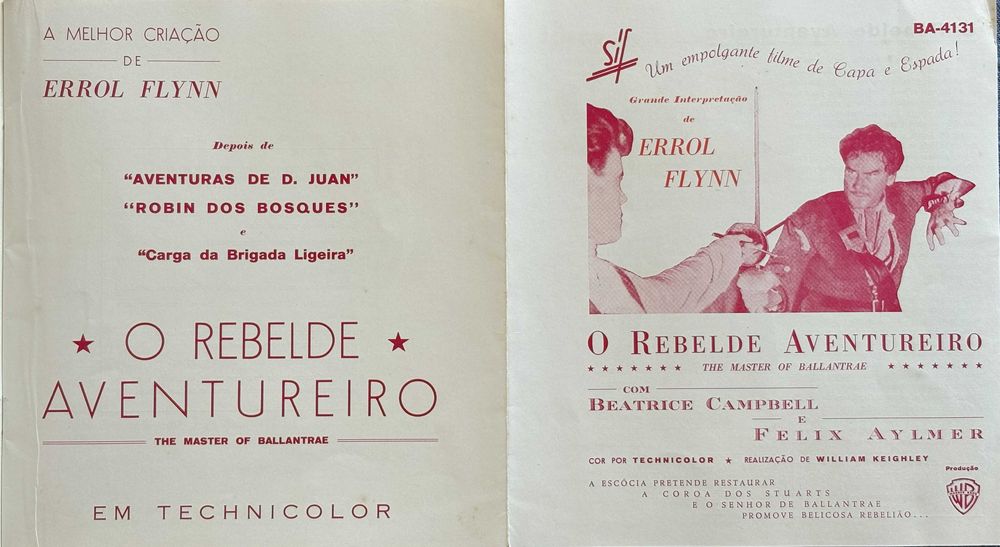 A MELHOR CRIAÇÃO
DE
ERROL FLYNN
Depois de
"AVENTURAS DE D. JUAN"
"ROBIN DOS BOSQUES"
e
"Carga da Brigada Ligeira"
★ O REBELDE ★
AVENTUREIRO
THE MASTER OF BALLANTRAE
EM TECHNICOLOR
BA-4131
Sif
Um empolgante filme de Capa e Espada!
Grande Interpretação
de
ERROL
FLYNN
O REBELDE AVENTUREIRO
★ ★ ★ ★ ★ ★ ★ THE MASTER OF BALLANTRAE ★ ★ ★ ★ ★ ★ ★
COM
BEATRICE CAMPBELL
E
FELIX AYLMER
COR POR TECHNICOLOR ★ REALIZAÇÃO DE WILLIAM KEIGHLEY
Produção
WB
A ESCÓCIA PRETENDE RESTAURAR
A COROA DOS STUARTS
E O SENHOR DE BALLANTRAE
PROMOVE BELICOSA REBELIÃO...